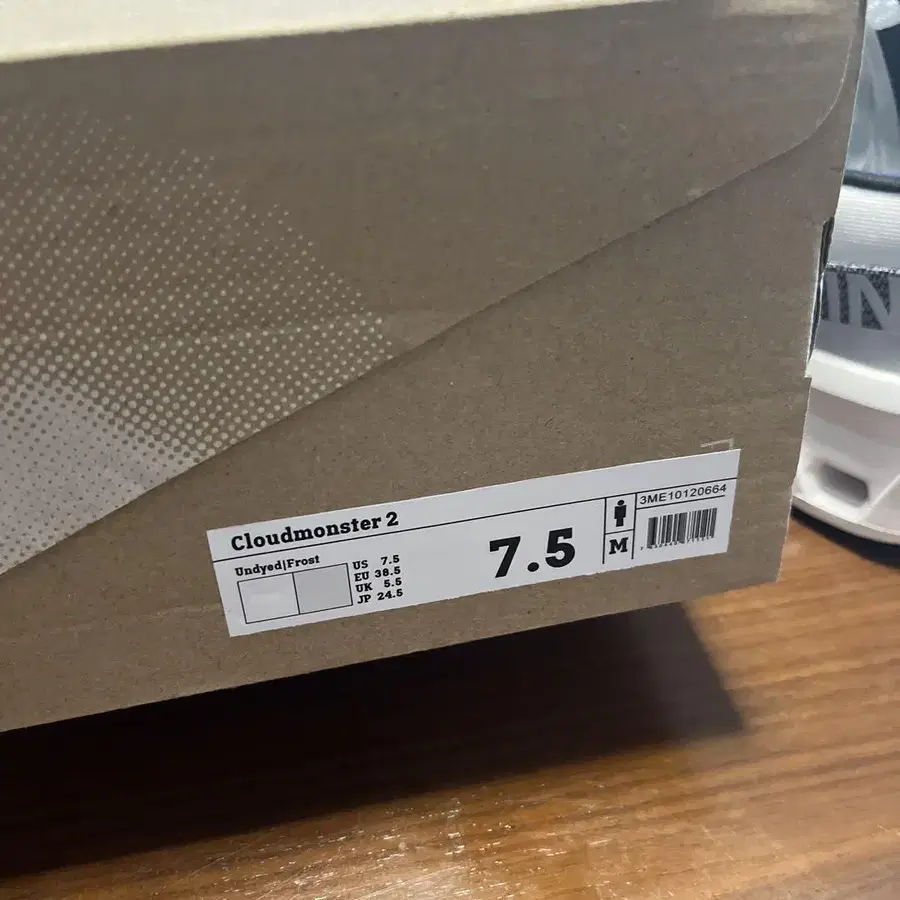 Cloudmonster 2
Undyed|Frost
US 7.5
EU 38.5
UK 5.5
JP 24.5
7.5
M
3ME10120664